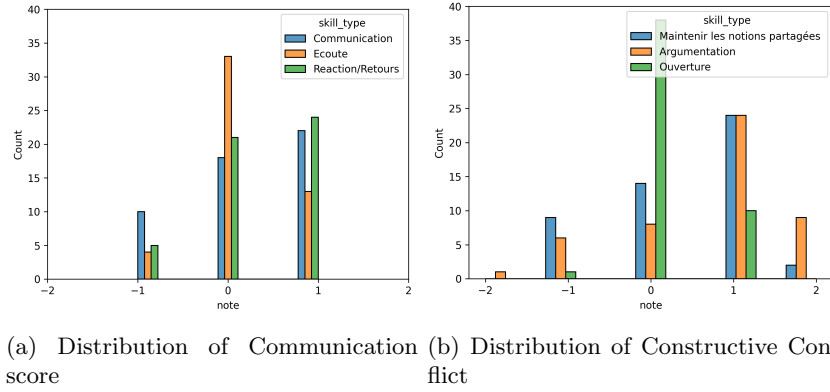 40
35
30
25
20
15
10
5
0
Count
−2
−1
0
1
2
note
skill_type
Communication
Ecoute
Reaction/Retours
40
35
30
25
20
15
10
5
0
Count
−2
−1
0
1
2
note
skill_type
Maintenir les notions partagées
Argumentation
Ouverture
(a) Distribution of Communication
score
(b) Distribution of Constructive Con
flict